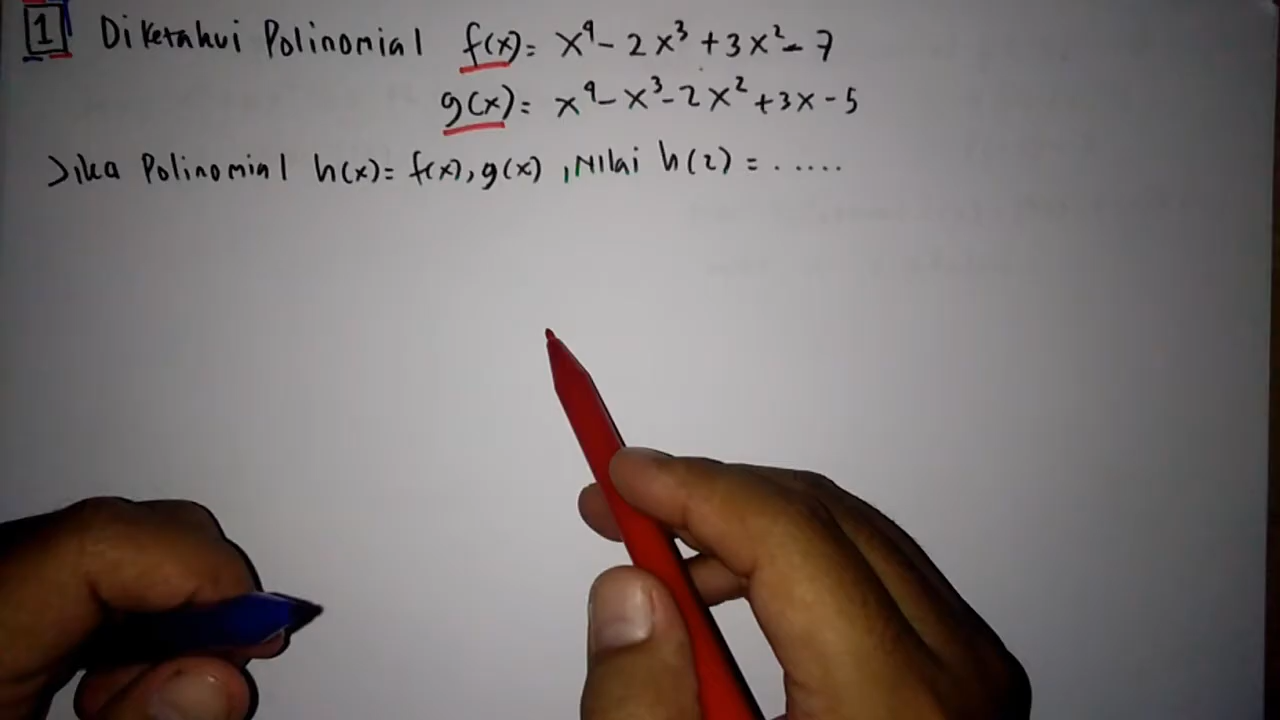 1 Diketahui Polinomial f(x) = x⁴ - 2x³ + 3x² - 7
g(x) = x⁴ - x³ - 2x² + 3x - 5
Jika Polinomial h(x) = f(x), g(x) , Nilai h(2) = .....